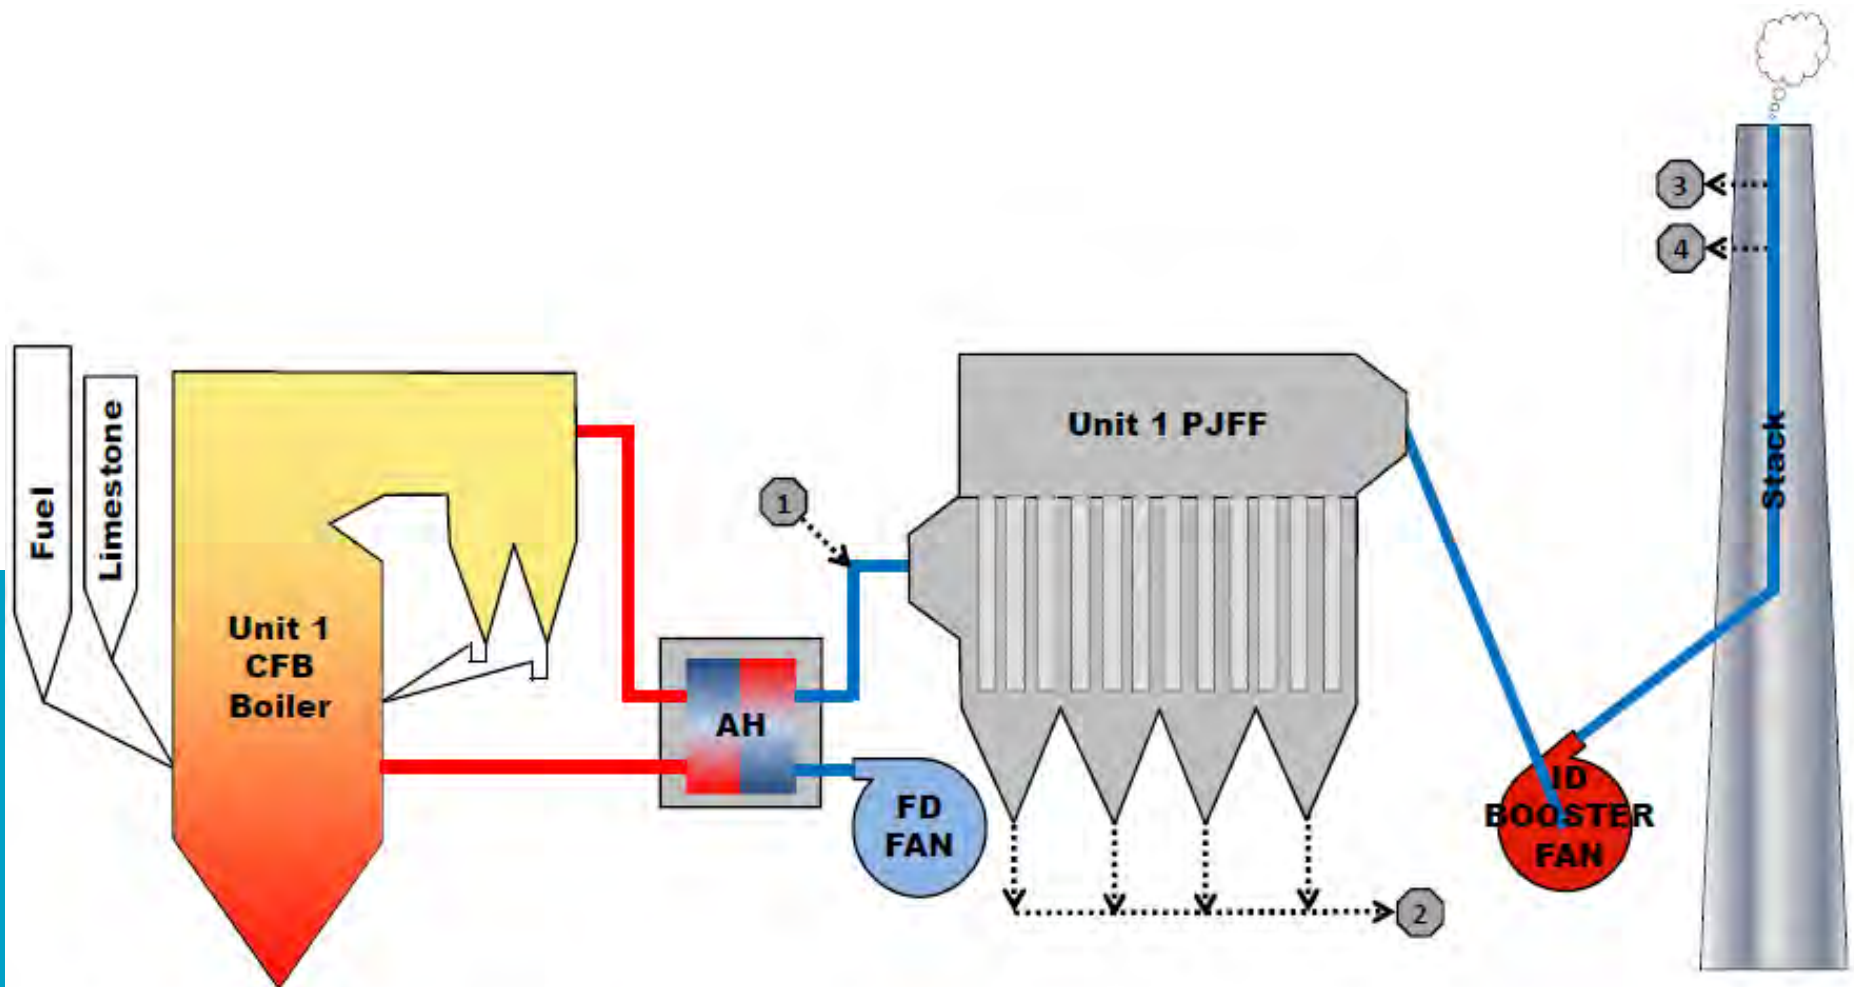 3
4
Fuel
Limestone
Unit 1
CFB
Boiler
1
AH
FD
FAN
Unit 1 PJFF
2
ID
BOOSTER
FAN
Stack